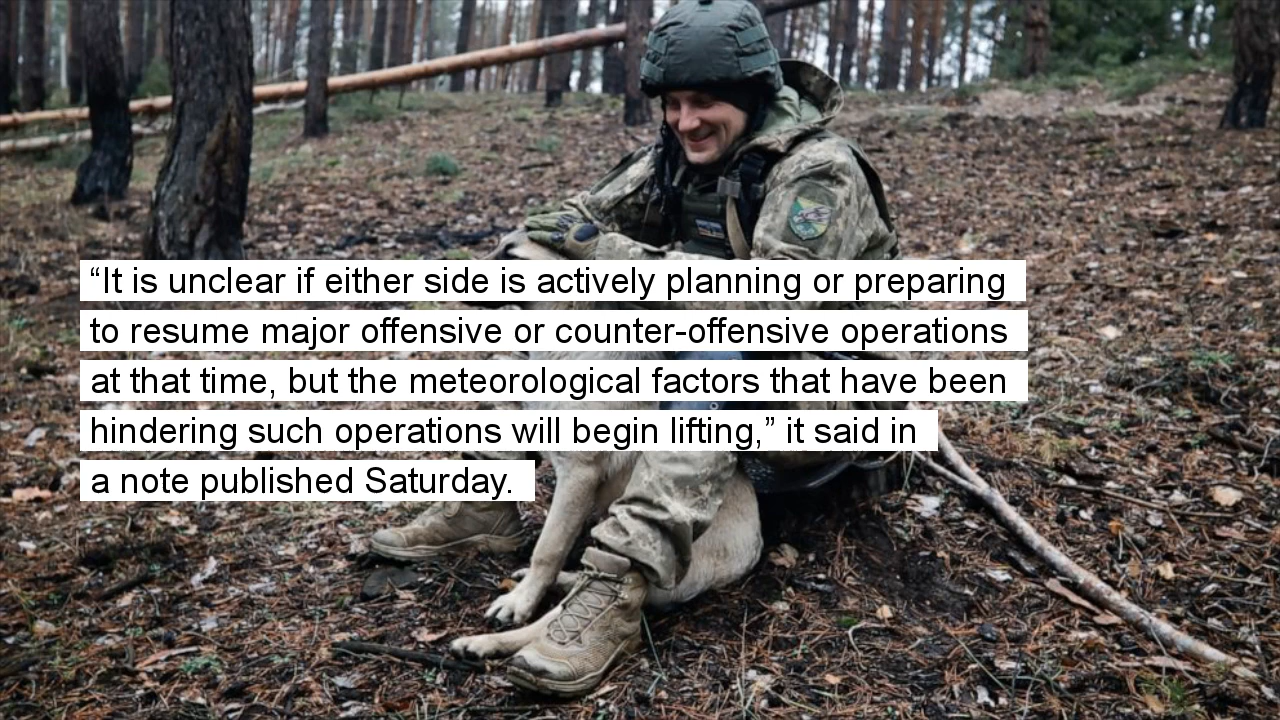 “It is unclear if either side is actively planning or preparing
to resume major offensive or counter-offensive operations
at that time, but the meteorological factors that have been
hindering such operations will begin lifting,” it said in
a note published Saturday.